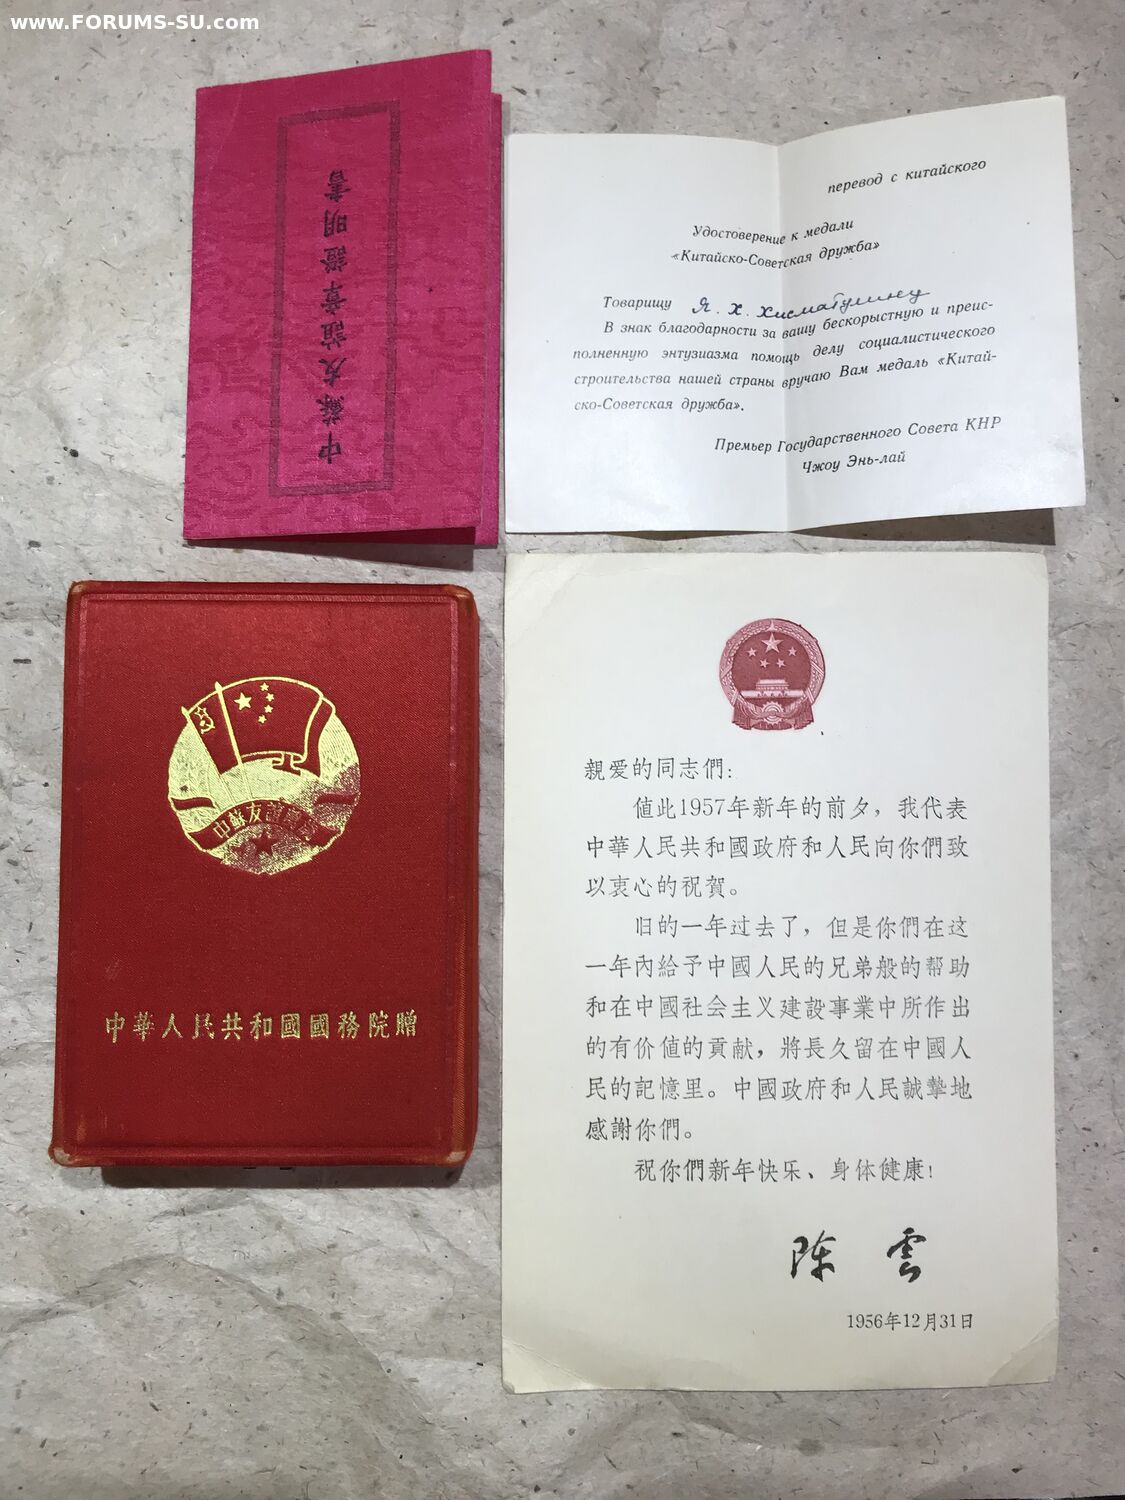 www.FORUMS-SU.com
中蘇友誼章證明書
перевод с китайского
Удостоверение к медали
«Китайско-Советская дружба»
Товарищу Я. Х. Хисматулину
В знак благодарности за вашу бескорыстную и преис-
полненную энтузиазма помощь делу социалистического
строительства нашей страны вручаю Вам медаль «Китай-
ско-Советская дружба».
Премьер Государственного Совета КНР
Чжоу Энь-лай
中蘇友誼萬歲
中華人民共和國國務院贈
親爱的同志們:
値此1957年新年的前夕，我代表
中華人民共和國政府和人民向你們致
以衷心的祝賀。
旧的一年过去了，但是你們在这
一年內給予中國人民的兄弟般的帮助
和在中國社会主义建設事業中所作出
的有价値的貢献，將長久留在中國人
民的記憶里。中國政府和人民誠摯地
感謝你們。
祝你們新年快乐、身体健康!
陈雲
1956年12月31日